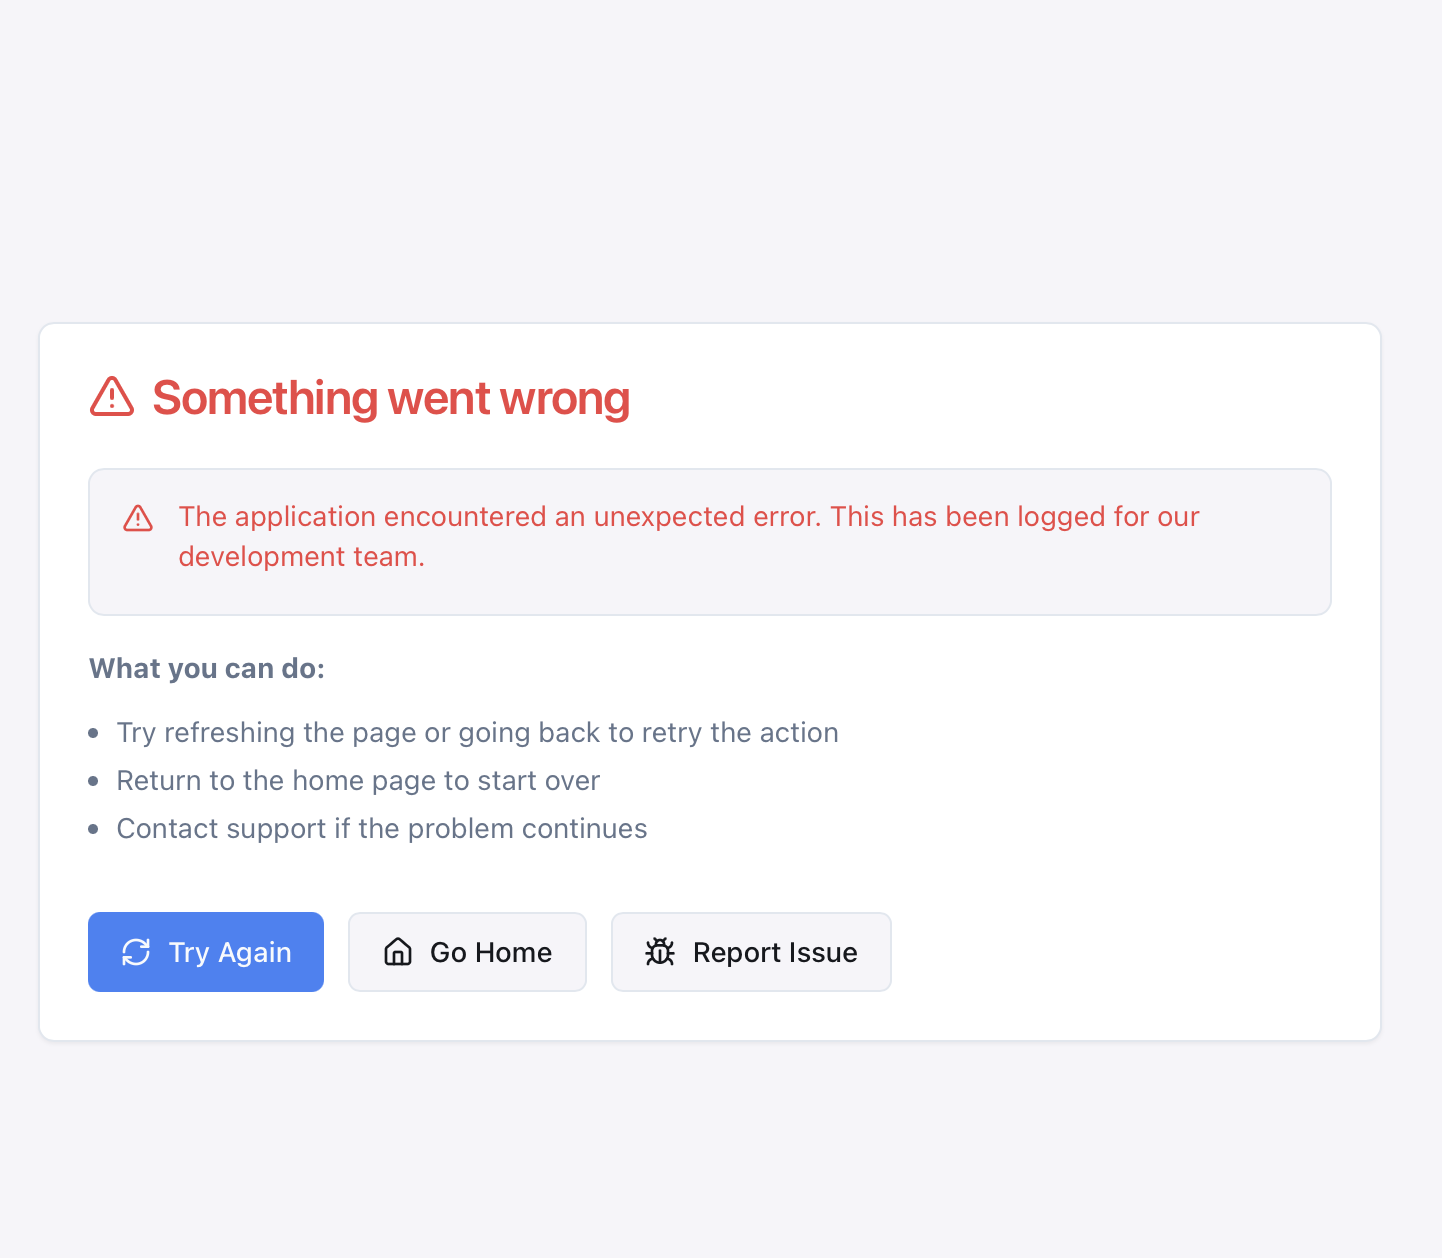 Something went wrong
The application encountered an unexpected error. This has been logged for our
development team.
What you can do:
Try refreshing the page or going back to retry the action
Return to the home page to start over
Contact support if the problem continues
Try Again
Go Home
Report Issue